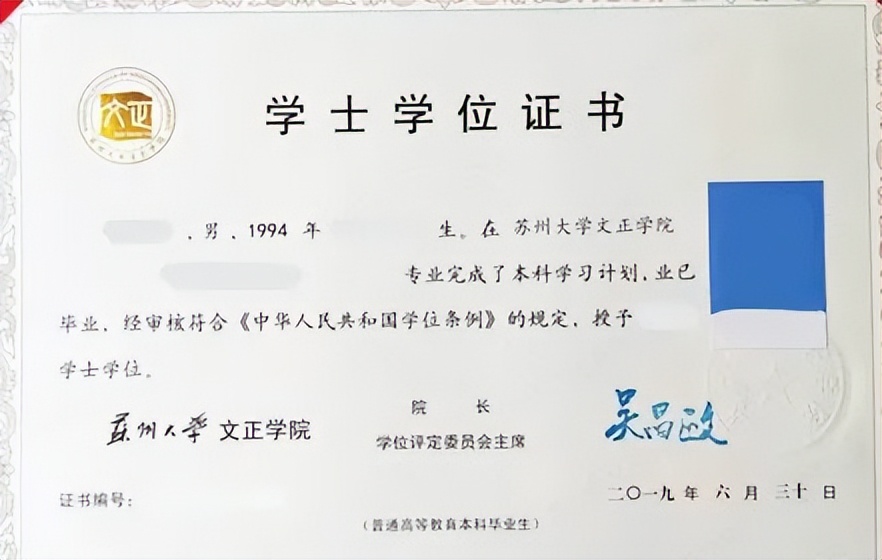 文正
学士学位证书
，男，1994 年 生。在 苏州大学文正学院
专业完成了本科学习计划，业已
毕业，经审核符合《中华人民共和国学位条例》的规定，授予
学士学位。
蘇州大學 文正学院
院 长
学位评定委员会主席
吴昌政
证书编号：
二〇一九 年 六 月 三十 日
（普通高等教育本科毕业生）